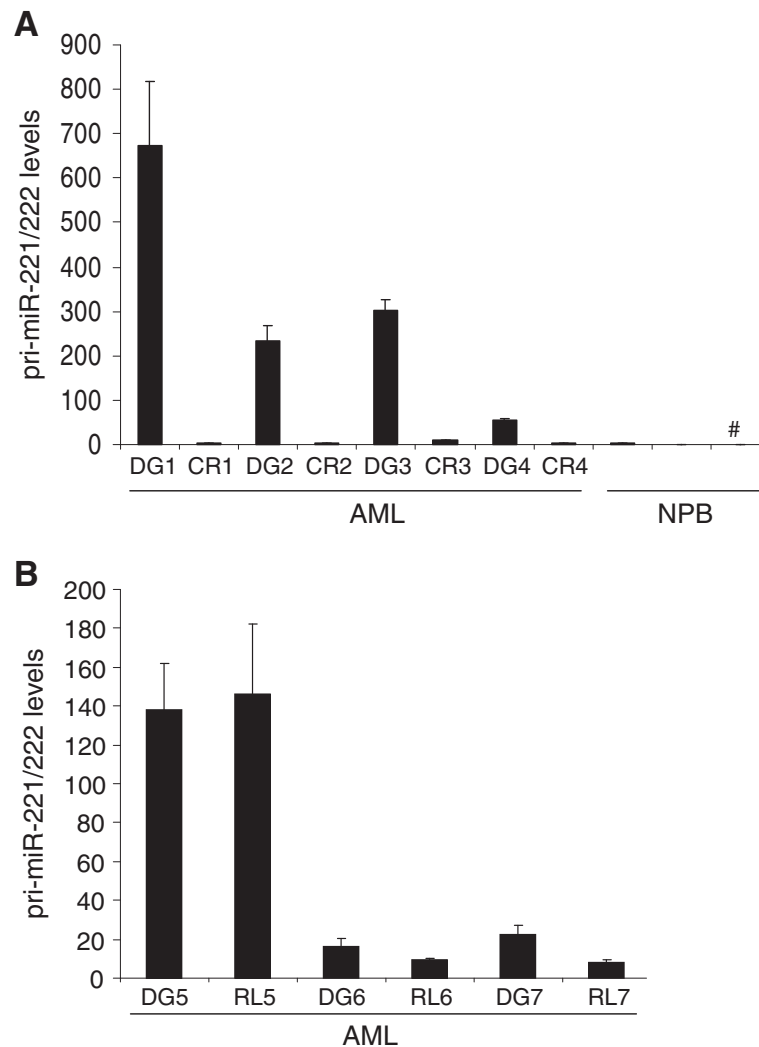 A
pri-miR-221/222 levels
900
800
700
600
500
400
300
200
100
0
#
DG1 CR1 DG2 CR2 DG3 CR3 DG4 CR4
AML NPB
B
pri-miR-221/222 levels
200
180
160
140
120
100
80
60
40
20
0
DG5 RL5 DG6 RL6 DG7 RL7
AML